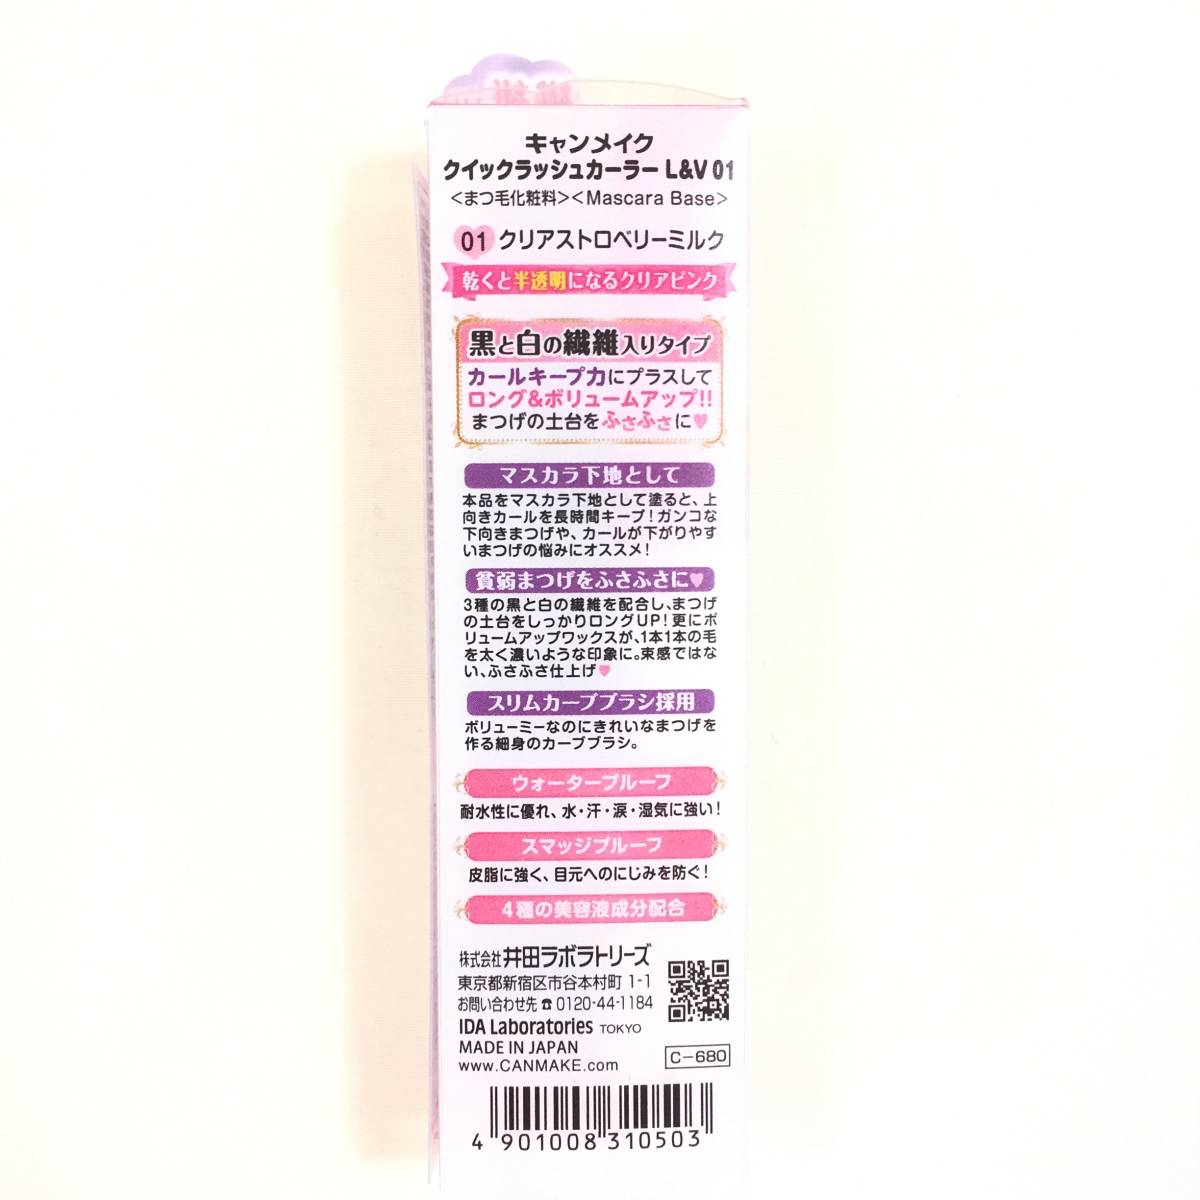 キャンメイク
クイックラッシュカーラー L&V 01
<まつ毛化粧料><Mascara Base>
01 クリアストロベリーミルク
乾くと半透明になるクリアピンク
黒と白の繊維入りタイプ
カールキープ力にプラスして
ロング&ボリュームアップ!!
まつげの土台をふさふさに♥
マスカラ下地として
本品をマスカラ下地として塗ると、上
向きカールを長時間キープ!ガンコな
下向きまつげや、カールが下がりやす
いまつげの悩みにオススメ!
貧弱まつげをふさふさに♥
3種の黒と白の繊維を配合し、まつげ
の土台をしっかりロングUP!更にボ
リュームアップワックスが、1本1本の毛
を太く濃いような印象に。束感ではな
い、ふさふさ仕上げ♥
スリムカーブブラシ採用
ボリューミーなのにきれいなまつげを
作る細身のカーブブラシ。
ウォータープルーフ
耐水性に優れ、水・汗・涙・湿気に強い!
スマッジプルーフ
皮脂に強く、目元へのにじみを防ぐ!
4種の美容液成分配合
株式会社 井田ラボラトリーズ
東京都新宿区市谷本村町 1-1
お問い合わせ先 ☎ 0120-44-1184
IDA Laboratories TOKYO
MADE IN JAPAN
www.CANMAKE.com
C-680
4 901008 310503